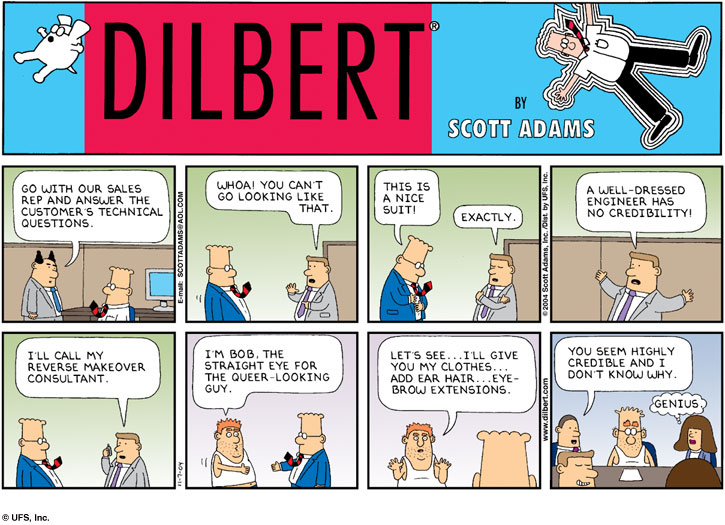 DILBERT®
BY
SCOTT ADAMS
GO WITH OUR SALES
REP AND ANSWER THE
CUSTOMER'S TECHNICAL
QUESTIONS.
E-mail: SCOTTADAMS@AOL.COM
WHOA! YOU CAN'T
GO LOOKING LIKE
THAT.
THIS IS
A NICE
SUIT!
EXACTLY.
© 2004 Scott Adams, Inc./Dist. by UFS, Inc.
A WELL-DRESSED
ENGINEER HAS
NO CREDIBILITY!
I'LL CALL MY
REVERSE MAKEOVER
CONSULTANT.
11-7-04
I'M BOB, THE
STRAIGHT EYE FOR
THE QUEER-LOOKING
GUY.
LET'S SEE...I'LL GIVE
YOU MY CLOTHES...
ADD EAR HAIR...EYE-
BROW EXTENSIONS.
www.dilbert.com
YOU SEEM HIGHLY
CREDIBLE AND I
DON'T KNOW WHY.
GENIUS.
© UFS, Inc.